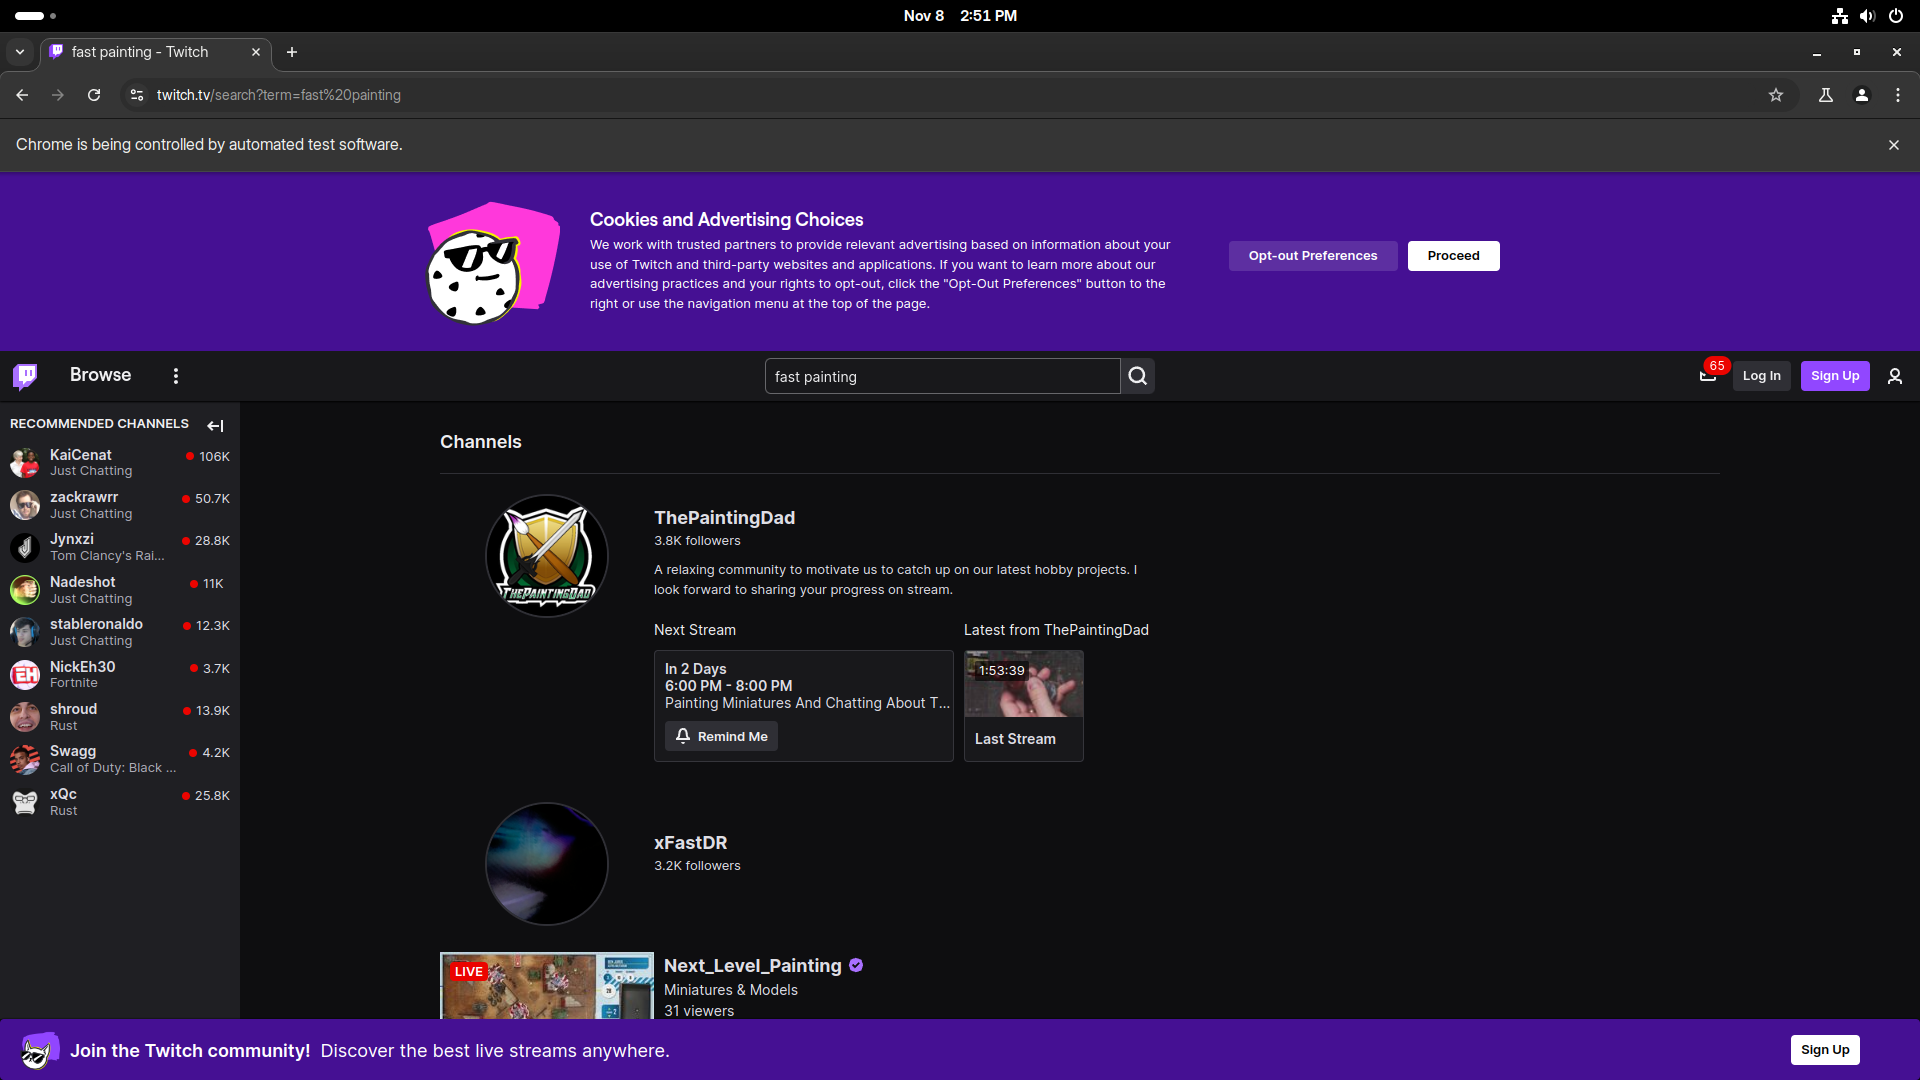 Nov 8 2:51 PM
fast painting - Twitch
twitch.tv/search?term=fast%20painting
Chrome is being controlled by automated test software.
Cookies and Advertising Choices
We work with trusted partners to provide relevant advertising based on information about your
use of Twitch and third-party websites and applications. If you want to learn more about our
advertising practices and your rights to opt-out, click the "Opt-Out Preferences" button to the
right or use the navigation menu at the top of the page.
Opt-out Preferences
Proceed
Browse
fast painting
65
Log In
Sign Up
RECOMMENDED CHANNELS
KaiCenat
106K
Just Chatting
zackrawrr
50.7K
Just Chatting
Jynxzi
28.8K
Tom Clancy's Rai...
Nadeshot
11K
Just Chatting
stableronaldo
12.3K
Just Chatting
NickEh30
3.7K
Fortnite
shroud
13.9K
Rust
Swagg
4.2K
Call of Duty: Black ...
xQc
25.8K
Rust
Channels
THEPAINTINGDAD
ThePaintingDad
3.8K followers
A relaxing community to motivate us to catch up on our latest hobby projects. I
look forward to sharing your progress on stream.
Next Stream
In 2 Days
6:00 PM - 8:00 PM
Painting Miniatures And Chatting About T...
Remind Me
Latest from ThePaintingDad
1:53:39
Last Stream
xFastDR
3.2K followers
LIVE
Next_Level_Painting
Miniatures & Models
31 viewers
Join the Twitch community! Discover the best live streams anywhere.
Sign Up